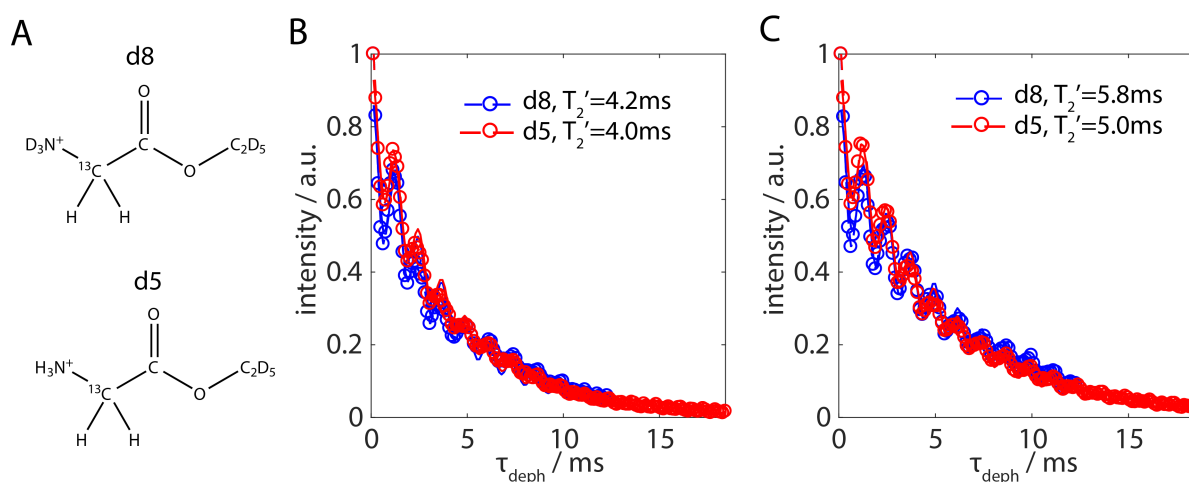 A
d8
O
D₃N⁺
¹³C
C
O
C₂D₅
H
H
d5
O
H₃N⁺
¹³C
C
O
C₂D₅
H
H
B
1
0.8
0.6
0.4
0.2
0
0
5
10
15
intensity / a.u.
τdeph / ms
d8, T₂'=4.2ms
d5, T₂'=4.0ms
C
1
0.8
0.6
0.4
0.2
0
0
5
10
15
intensity / a.u.
τdeph / ms
d8, T₂'=5.8ms
d5, T₂'=5.0ms